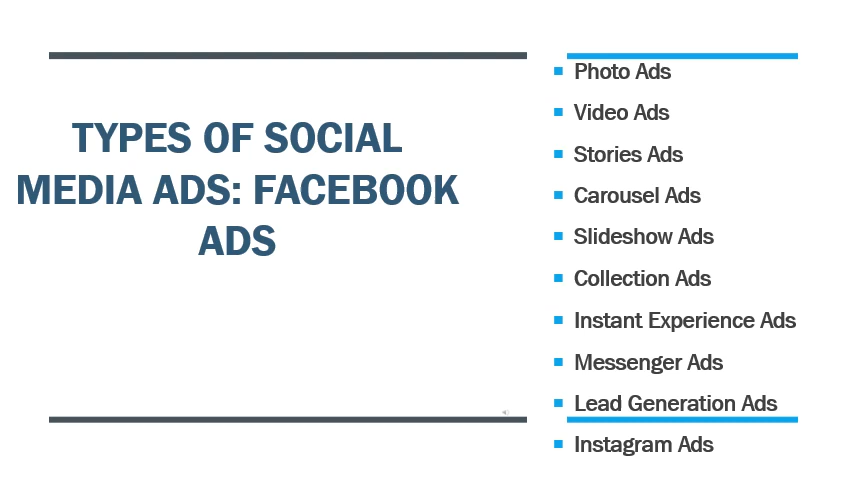 TYPES OF SOCIAL
MEDIA ADS: FACEBOOK
ADS
Photo Ads
Video Ads
Stories Ads
Carousel Ads
Slideshow Ads
Collection Ads
Instant Experience Ads
Messenger Ads
Lead Generation Ads
Instagram Ads